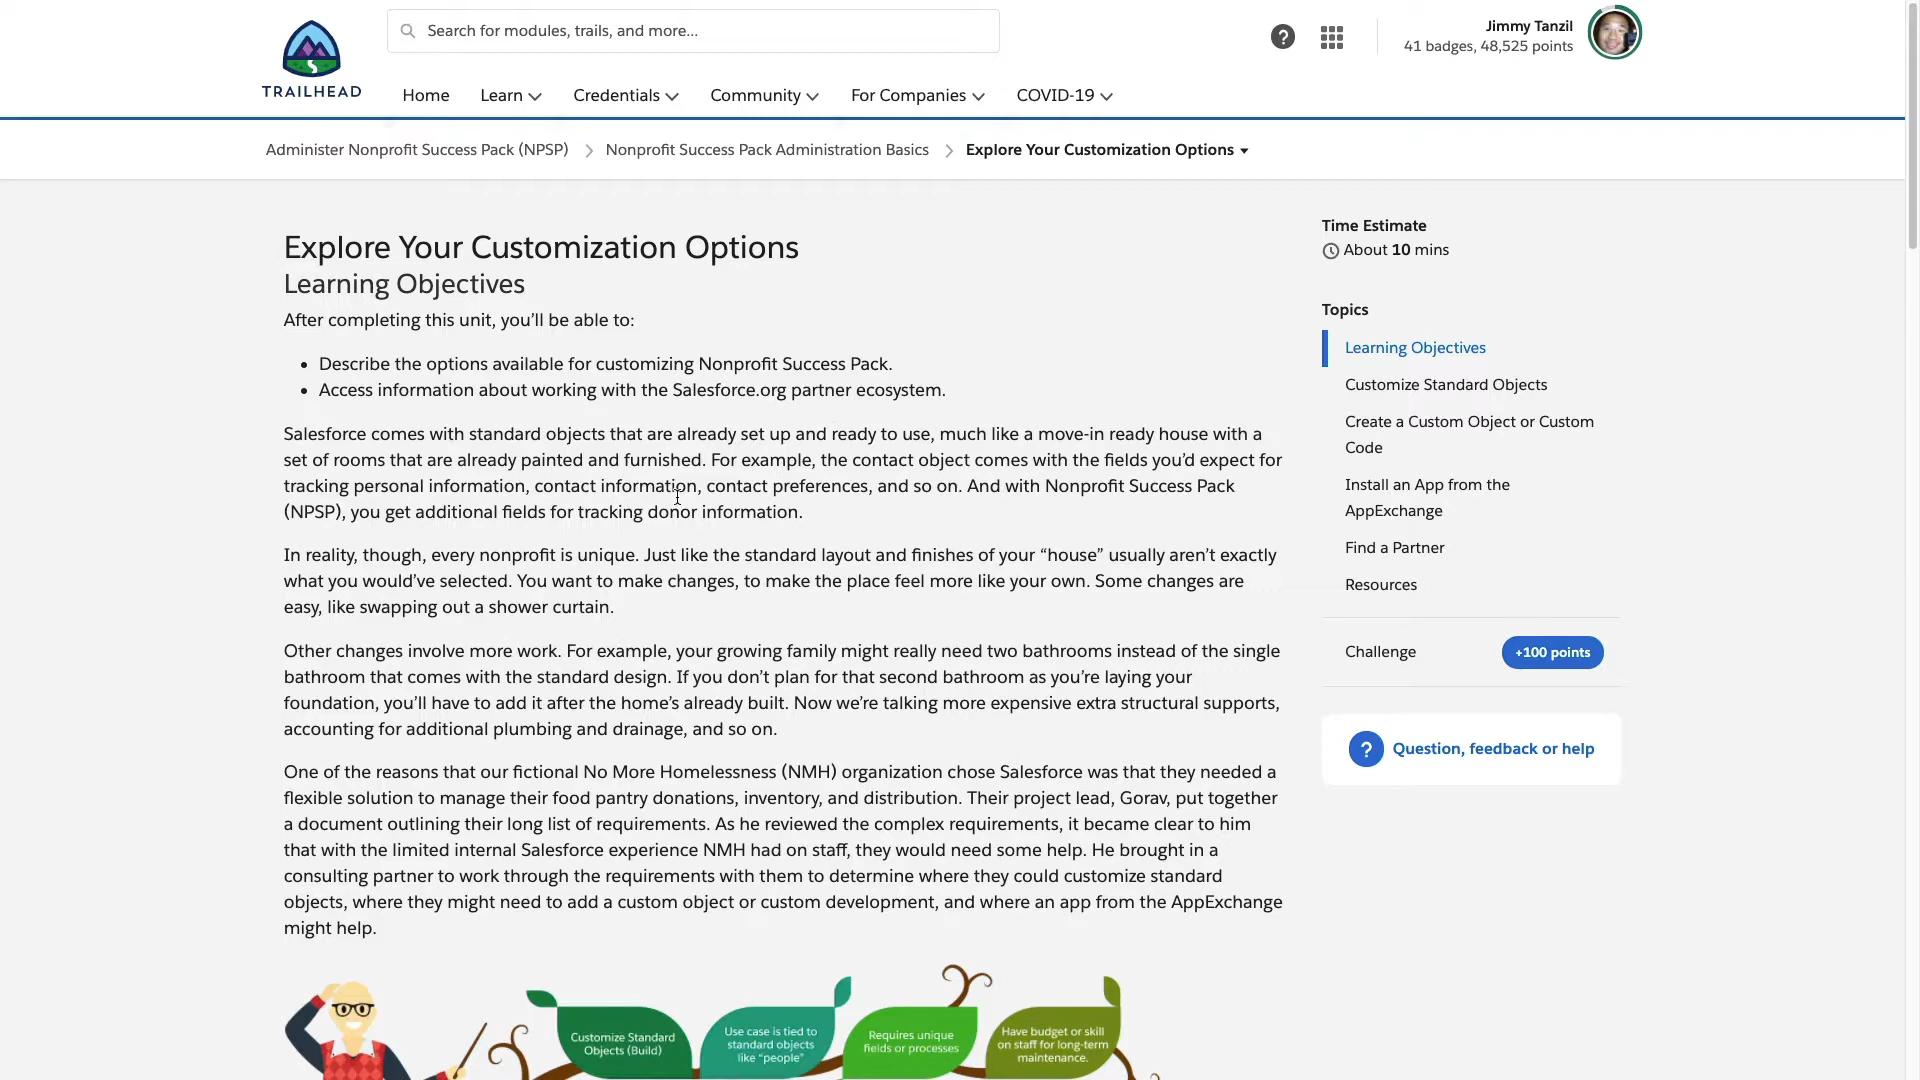 Search for modules, trails, and more...
?
Jimmy Tanzil
41 badges, 48,525 points
TRAILHEAD
Home
Learn
Credentials
Community
For Companies
COVID-19
Administer Nonprofit Success Pack (NPSP)
Nonprofit Success Pack Administration Basics
Explore Your Customization Options
Explore Your Customization Options
Learning Objectives
After completing this unit, you’ll be able to:
• Describe the options available for customizing Nonprofit Success Pack.
• Access information about working with the Salesforce.org partner ecosystem.
Salesforce comes with standard objects that are already set up and ready to use, much like a move-in ready house with a
set of rooms that are already painted and furnished. For example, the contact object comes with the fields you’d expect for
tracking personal information, contact information, contact preferences, and so on. And with Nonprofit Success Pack
(NPSP), you get additional fields for tracking donor information.
In reality, though, every nonprofit is unique. Just like the standard layout and finishes of your “house” usually aren’t exactly
what you would’ve selected. You want to make changes, to make the place feel more like your own. Some changes are
easy, like swapping out a shower curtain.
Other changes involve more work. For example, your growing family might really need two bathrooms instead of the single
bathroom that comes with the standard design. If you don’t plan for that second bathroom as you’re laying your
foundation, you’ll have to add it after the home’s already built. Now we’re talking more expensive extra structural supports,
accounting for additional plumbing and drainage, and so on.
One of the reasons that our fictional No More Homelessness (NMH) organization chose Salesforce was that they needed a
flexible solution to manage their food pantry donations, inventory, and distribution. Their project lead, Gorav, put together
a document outlining their long list of requirements. As he reviewed the complex requirements, it became clear to him
that with the limited internal Salesforce experience NMH had on staff, they would need some help. He brought in a
consulting partner to work through the requirements with them to determine where they could customize standard
objects, where they might need to add a custom object or custom development, and where an app from the AppExchange
might help.
Customize Standard
Objects (Build)
Use case is tied to
standard objects
like “people”
Requires unique
fields or processes
Have budget or skill
on staff for long-term
maintenance.
Time Estimate
About 10 mins
Topics
Learning Objectives
Customize Standard Objects
Create a Custom Object or Custom
Code
Install an App from the
AppExchange
Find a Partner
Resources
Challenge
+100 points
? Question, feedback or help